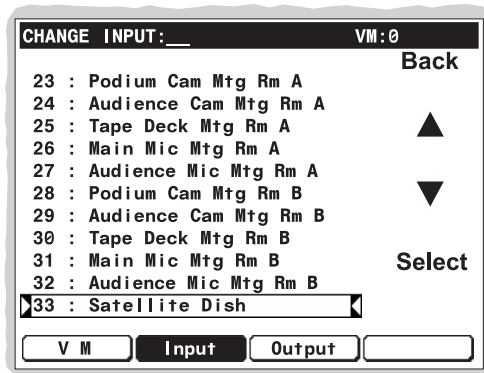 CHANGE INPUT:__ VM:0
Back
23 : Podium Cam Mtg Rm A
24 : Audience Cam Mtg Rm A
25 : Tape Deck Mtg Rm A
26 : Main Mic Mtg Rm A
27 : Audience Mic Mtg Rm A
28 : Podium Cam Mtg Rm B
29 : Audience Cam Mtg Rm B
30 : Tape Deck Mtg Rm B
31 : Main Mic Mtg Rm B
Select
32 : Audience Mic Mtg Rm B
33 : Satellite Dish
V M Input Output